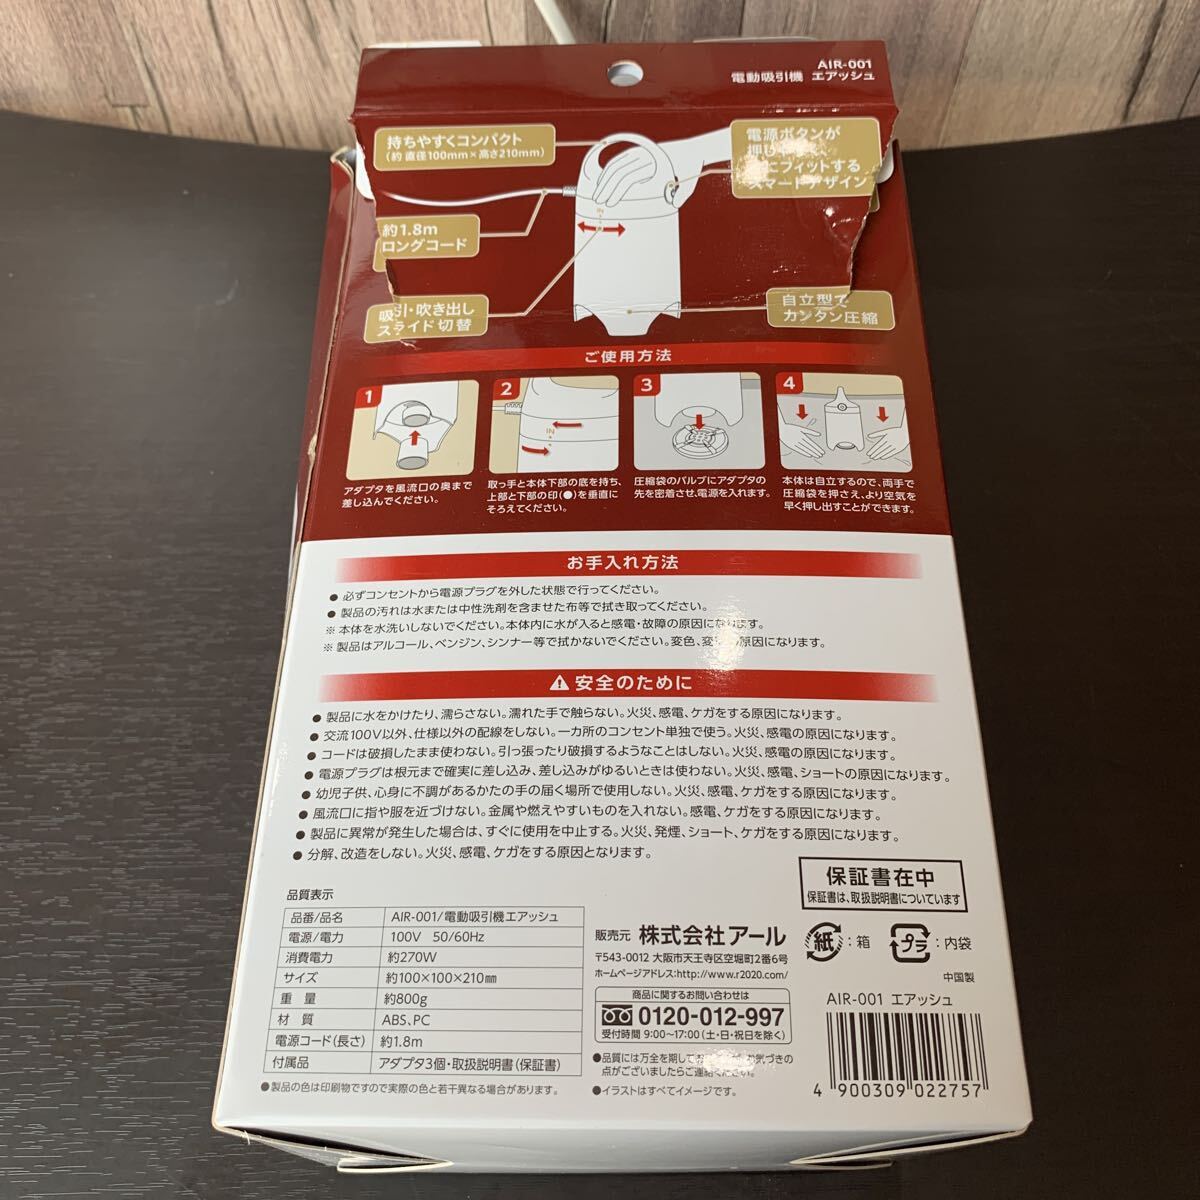 AIR-001
電動吸引機 エアッシュ
持ちやすくコンパクト
(約 直径100mm×高さ210mm)
電源ボタンが
フィットする
スマートデザイン
約1.8m
ロングコード
IN
吹き出し
スライド切替
自立型で
カンタン圧縮
ご使用方法
1
アダプタを風流口の奥まで
差し込んでください。
2
IN
取っ手と本体下部の底を持ち、
上部と下部の印(●)を垂直に
そろえてください。
3
圧縮袋のバルブにアダプタの
先を密着させ、電源を入れます。
4
本体は自立するので、両手で
圧縮袋を押さえ、より空気を
早く押し出すことができます。
お手入れ方法
●必ずコンセントから電源プラグを外した状態で行ってください。
●製品の汚れは水または中性洗剤を含ませた布等で拭き取ってください。
※本体を水洗いしないでください。本体内に水が入ると感電・故障の原因になります。
※製品はアルコール、ベンジン、シンナー等で拭かないでください。変色、変 原因になります。
⚠安全のために
●製品に水をかけたり、濡らさない。濡れた手で触らない。火災、感電、ケガをする原因になります。
●交流100V以外、仕様以外の配線をしない。一カ所のコンセント単独で使う。火災、感電の原因になります。
●コードは破損したまま使わない。引っ張ったり破損するようなことはしない。火災、感電の原因になります。
●電源プラグは根元まで確実に差し込み、差し込みがゆるいときは使わない。火災、感電、ショートの原因になります。
●幼児子供、心身に不調があるかたの手の届く場所で使用しない。火災、感電、ケガをする原因になります。
●風流口に指や服を近づけない。金属や燃えやすいものを入れない。感電、ケガをする原因になります。
●製品に異常が発生した場合は、すぐに使用を中止する。火災、発煙、ショート、ケガをする原因になります。
●分解、改造をしない。火災、感電、ケガをする原因となります。
品質表示
品番/品名 AIR-001/電動吸引機エアッシュ
電源/電力 100V 50/60Hz
消費電力 約270W
サイズ 約100×100×210㎜
重量 約800g
材質 ABS、PC
電源コード(長さ) 約1.8m
付属品 アダプタ3個・取扱説明書(保証書)
●製品の色は印刷物ですので実際の色と若干異なる場合があります。
販売元 株式会社アール
〒543-0012 大阪市天王寺区空堀町2番6号
ホームページアドレス:http://www.r2020.com/
商品に関するお問い合わせは
0120-012-997
受付時間 9:00〜17:00(土・日・祝日を除く)
●品質には万全を期して お気づきの
点がございましたらご連絡ください。
●イラストはすべてイメージです。
保証書在中
保証書は、取扱説明書についています
紙:箱
プラ:内袋
中国製
AIR-001 エアッシュ
4 900309 022757